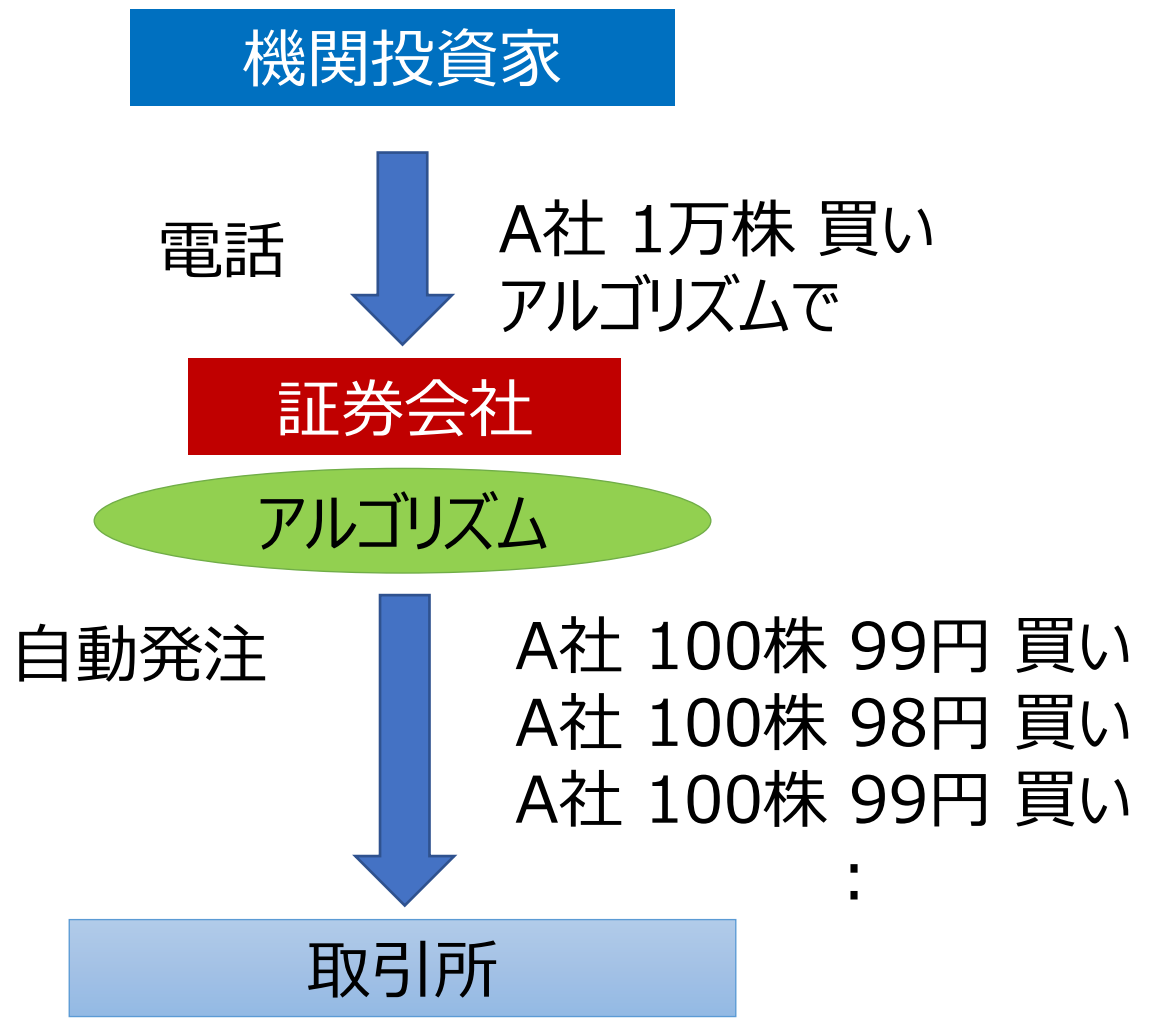 機関投資家
電話
A社 1万株 買い
アルゴリズムで
証券会社
アルゴリズム
自動発注
A社 100株 99円 買い
A社 100株 98円 買い
A社 100株 99円 買い
：
取引所